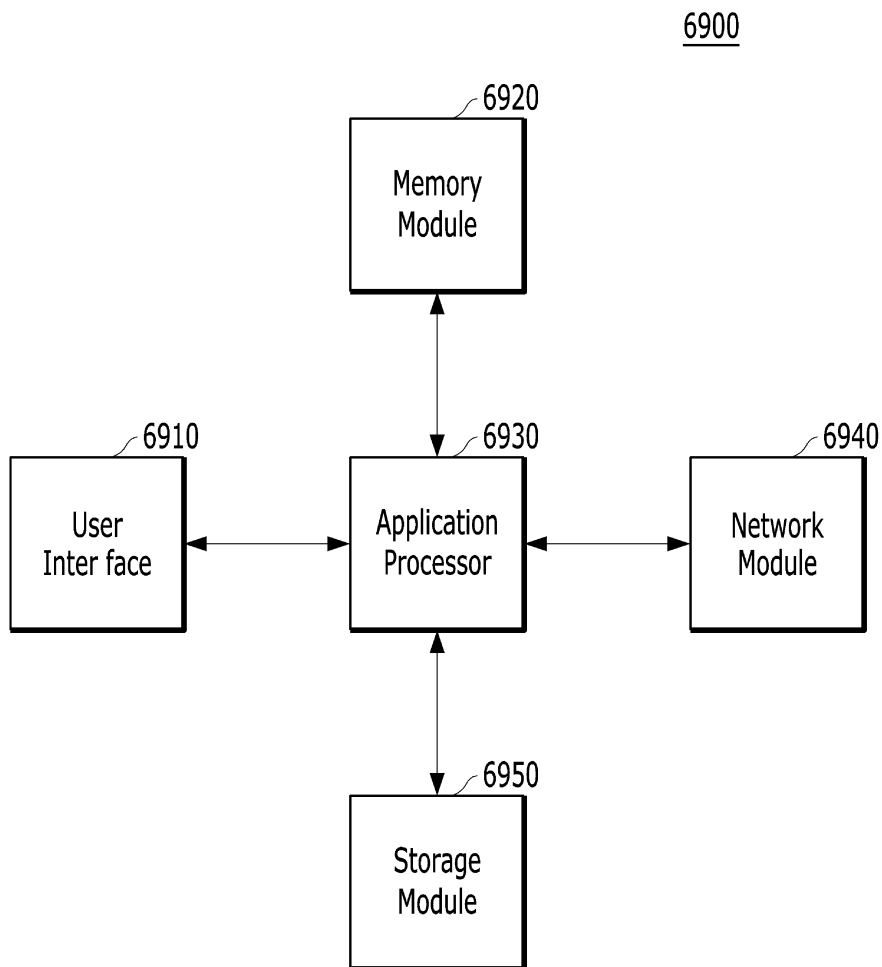 6900
6920
Memory
Module
6910
User
Inter face
6930
Application
Processor
6940
Network
Module
6950
Storage
Module